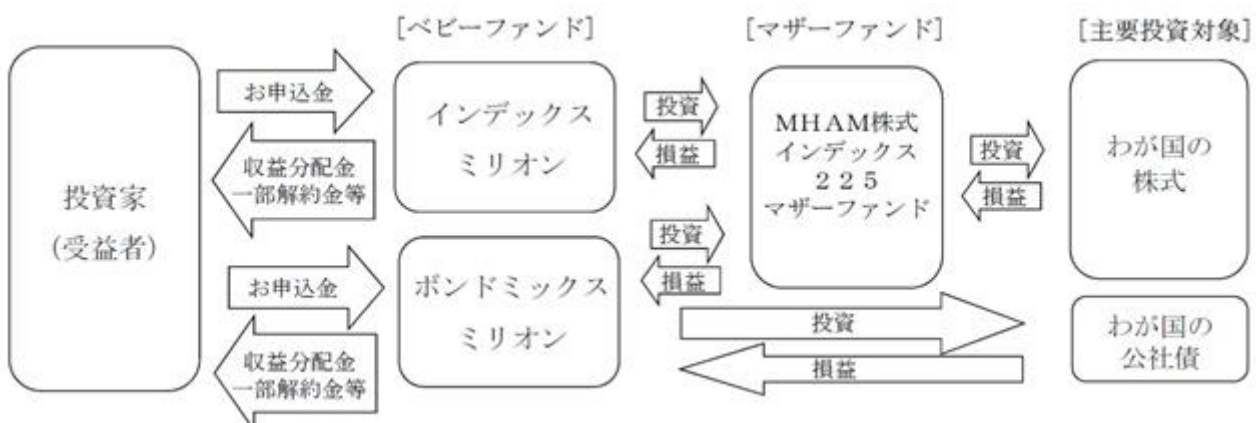 [ベビーファンド]
[マザーファンド]
[主要投資対象]
投資家
(受益者)
お申込金
収益分配金
一部解約金等
インデックス
ミリオン
投資
損益
MHAM株式
インデックス
225
マザーファンド
投資
損益
わが国の
株式
お申込金
収益分配金
一部解約金等
ボンドミックス
ミリオン
投資
損益
投資
損益
わが国の
公社債